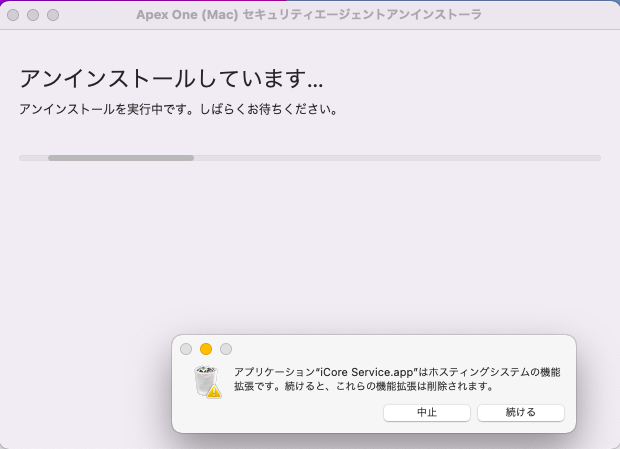 Apex One (Mac) セキュリティエージェントアンインストーラ
アンインストールしています...
アンインストールを実行中です。しばらくお待ちください。
アプリケーション“iCore Service.app”はホスティングシステムの機能
拡張です。続けると、これらの機能拡張は削除されます。
中止
続ける